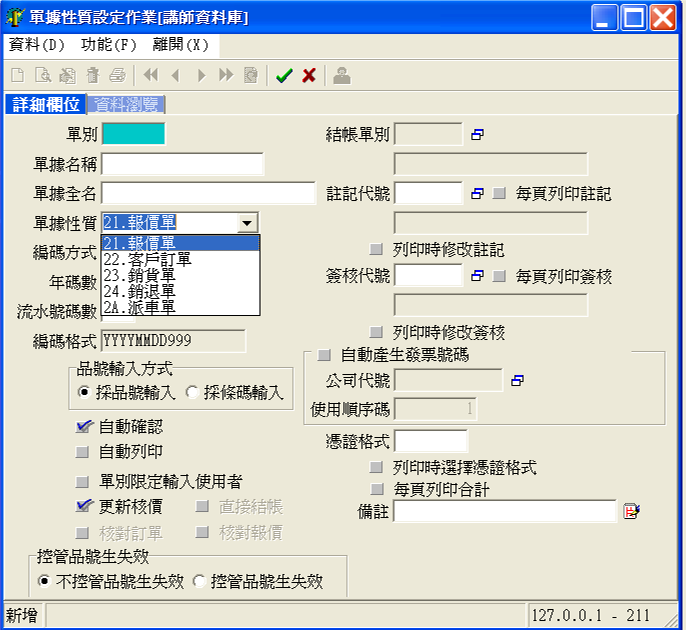 單據性質設定作業[講師資料庫]
資料(D) 功能(F) 離開(X)
詳細欄位 資料瀏覽
單別
結帳單別
單據名稱
單據全名
註記代號 每頁列印註記
單據性質 21.報價單
21.報價單
22.客戶訂單
23.銷貨單
24.銷退單
2A.派車單
列印時修改註記
編碼方式
年碼數
簽核代號 每頁列印簽核
流水號碼數
列印時修改簽核
編碼格式 YYYYMMDD999
自動產生發票號碼
品號輸入方式
採品號輸入 採條碼輸入
公司代號
使用順序碼 1
自動確認
自動列印
憑證格式
列印時選擇憑證格式
單別限定輸入使用者
每頁列印合計
更新核價 直接結帳
備註
核對訂單 核對報價
控管品號生失效
不控管品號生失效 控管品號生失效
新增
127.0.0.1 - 211